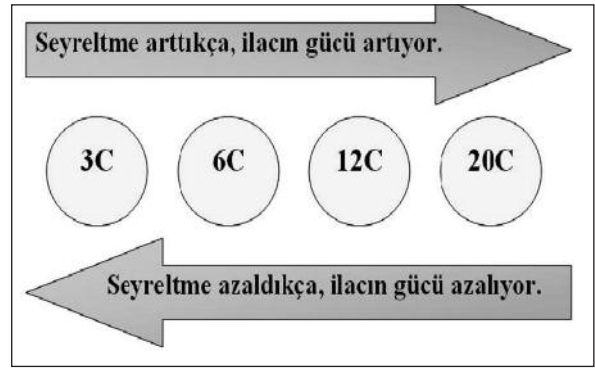 Seyreltme arttıkça, ilacın gücü artıyor.
3C 6C 12C 20C
Seyreltme azaldıkça, ilacın gücü azalıyor.